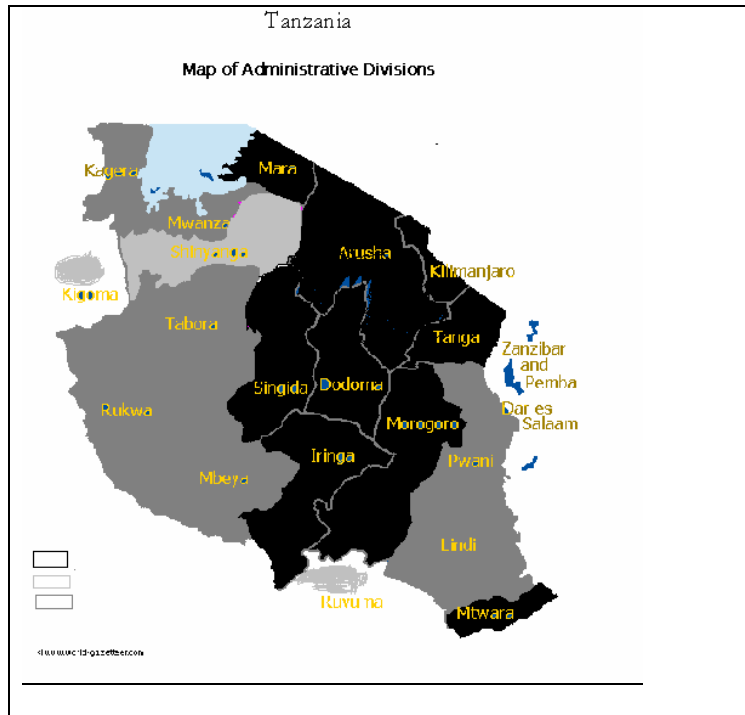 Tanzania
Map of Administrative Divisions
Kagera
Mara
Mwanza
Shinyanga
Arusha
Kilimanjaro
Kigoma
Tabora
Tanga
Zanzibar
and
Pemba
Singida
Dodoma
Rukwa
Morogoro
Dar es
Salaam
Iringa
Pwani
Mbeya
Lindi
Ruvuma
Mtwara